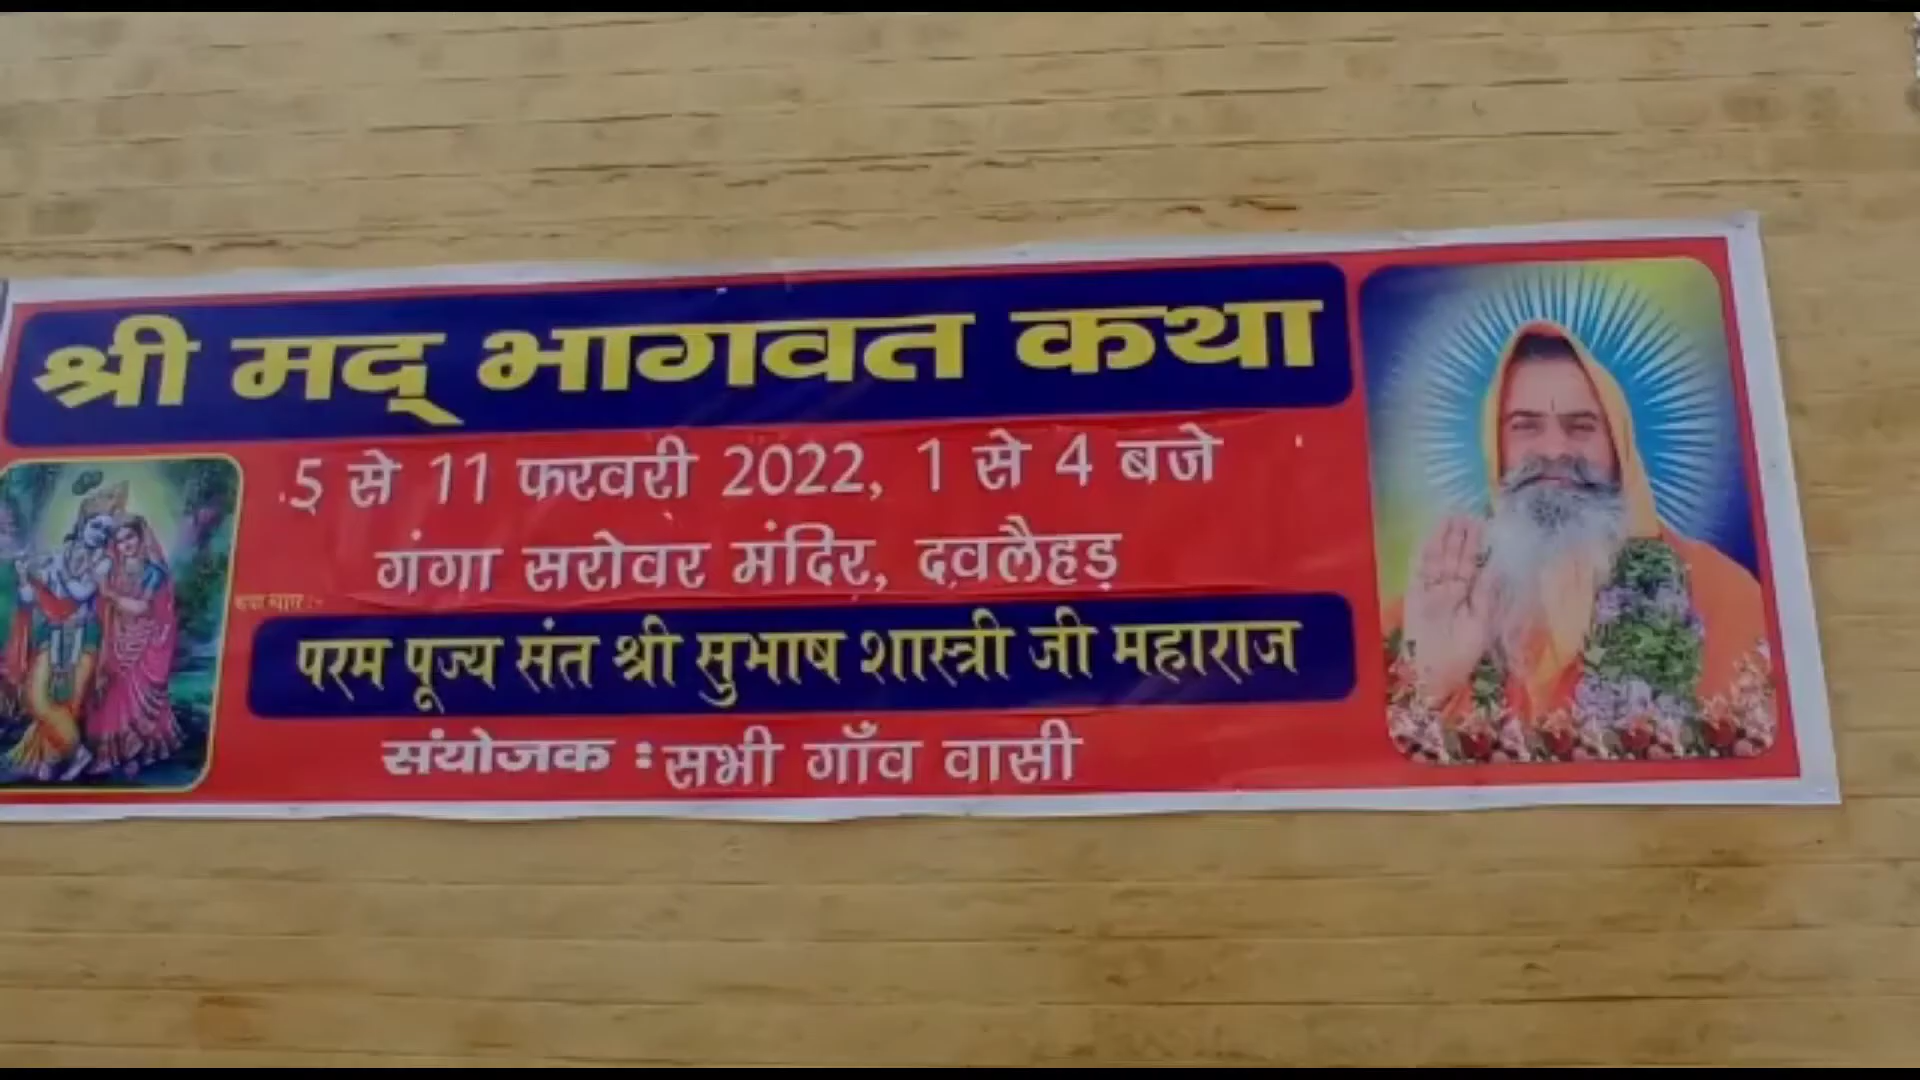 श्री मद् भागवत कथा
5 से 11 फरवरी 2022, 1 से 4 बजे
गंगा सरोवर मंदिर, दवलैहड़
परम पूज्य संत श्री सुभाष शास्त्री जी महाराज
संयोजक : सभी गाँव वासी